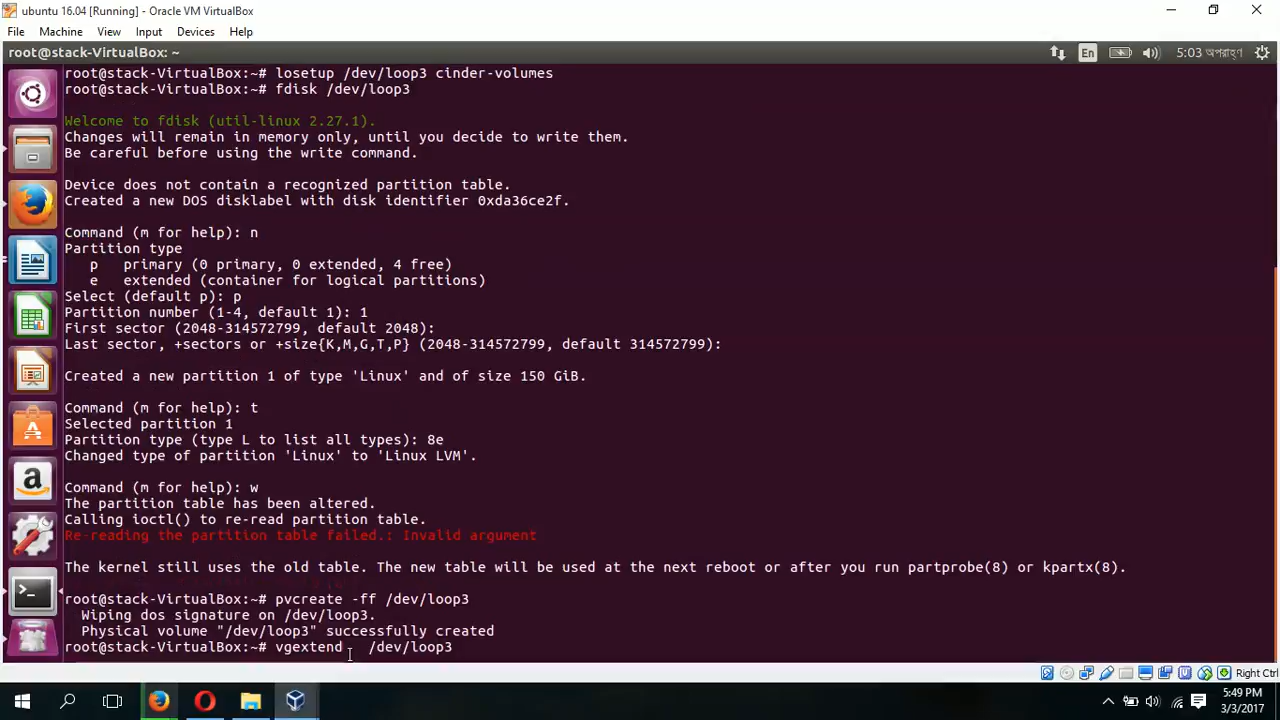 ubuntu 16.04 [Running] - Oracle VM VirtualBox
File Machine View Input Devices Help
root@stack-VirtualBox: ~ En 5:03 অপরাহ্ণ
root@stack-VirtualBox:~# losetup /dev/loop3 cinder-volumes
root@stack-VirtualBox:~# fdisk /dev/loop3
Welcome to fdisk (util-linux 2.27.1).
Changes will remain in memory only, until you decide to write them.
Be careful before using the write command.
Device does not contain a recognized partition table.
Created a new DOS disklabel with disk identifier 0xda36ce2f.
Command (m for help): n
Partition type
p primary (0 primary, 0 extended, 4 free)
e extended (container for logical partitions)
Select (default p): p
Partition number (1-4, default 1): 1
First sector (2048-314572799, default 2048):
Last sector, +sectors or +size{K,M,G,T,P} (2048-314572799, default 314572799):
Created a new partition 1 of type 'Linux' and of size 150 GiB.
Command (m for help): t
Selected partition 1
Partition type (type L to list all types): 8e
Changed type of partition 'Linux' to 'Linux LVM'.
Command (m for help): w
The partition table has been altered.
Calling ioctl() to re-read partition table.
Re-reading the partition table failed.: Invalid argument
The kernel still uses the old table. The new table will be used at the next reboot or after you run partprobe(8) or kpartx(8).
root@stack-VirtualBox:~# pvcreate -ff /dev/loop3
Wiping dos signature on /dev/loop3.
Physical volume "/dev/loop3" successfully created
root@stack-VirtualBox:~# vgextend /dev/loop3
Right Ctrl
5:49 PM
3/3/2017